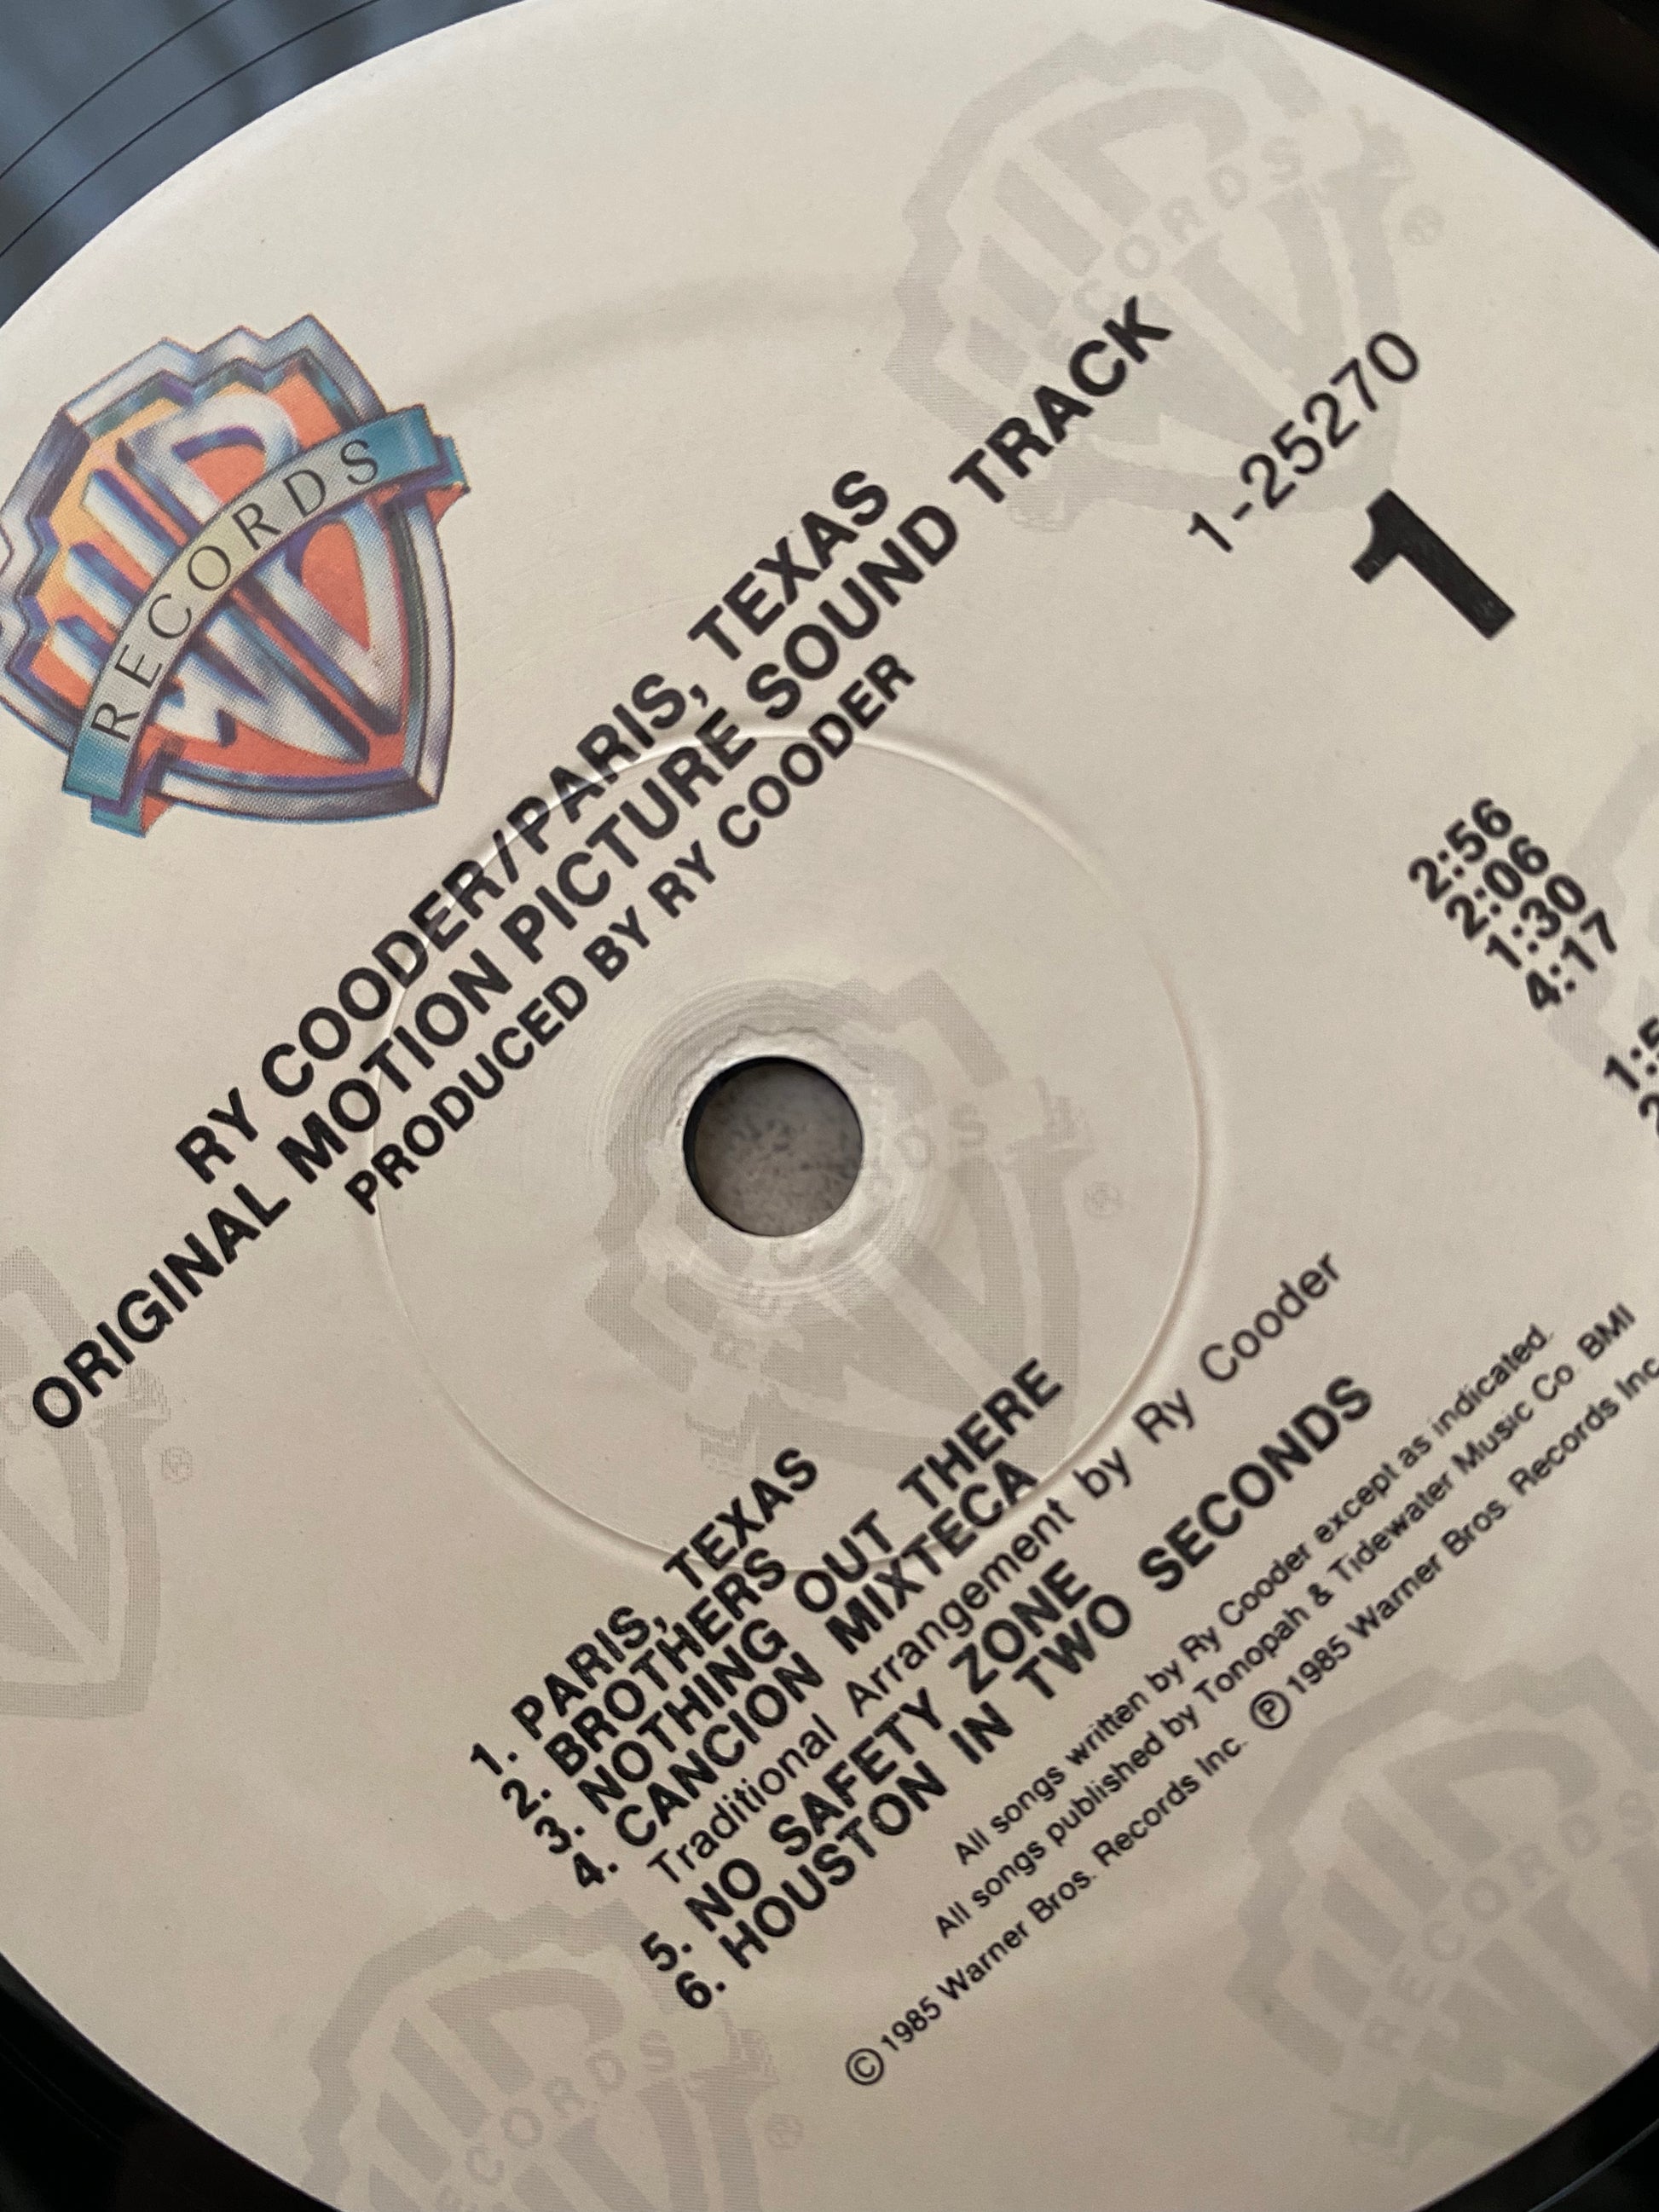 RECORDS
RY COODER/PARIS, TEXAS
ORIGINAL MOTION PICTURE SOUND TRACK
PRODUCED BY RY COODER
1-25270
1
1. PARIS, TEXAS 2:56
2. BROTHERS 2:06
3. NOTHING OUT THERE 1:30
4. CANCION MIXTECA 4:17
Traditional Arrangement by Ry Cooder
5. NO SAFETY ZONE
6. HOUSTON IN TWO SECONDS
All songs written by Ry Cooder except as indicated.
All songs published by Tonopah & Tidewater Music Co. BMI
©1985 Warner Bros. Records Inc. ℗1985 Warner Bros. Records Inc.